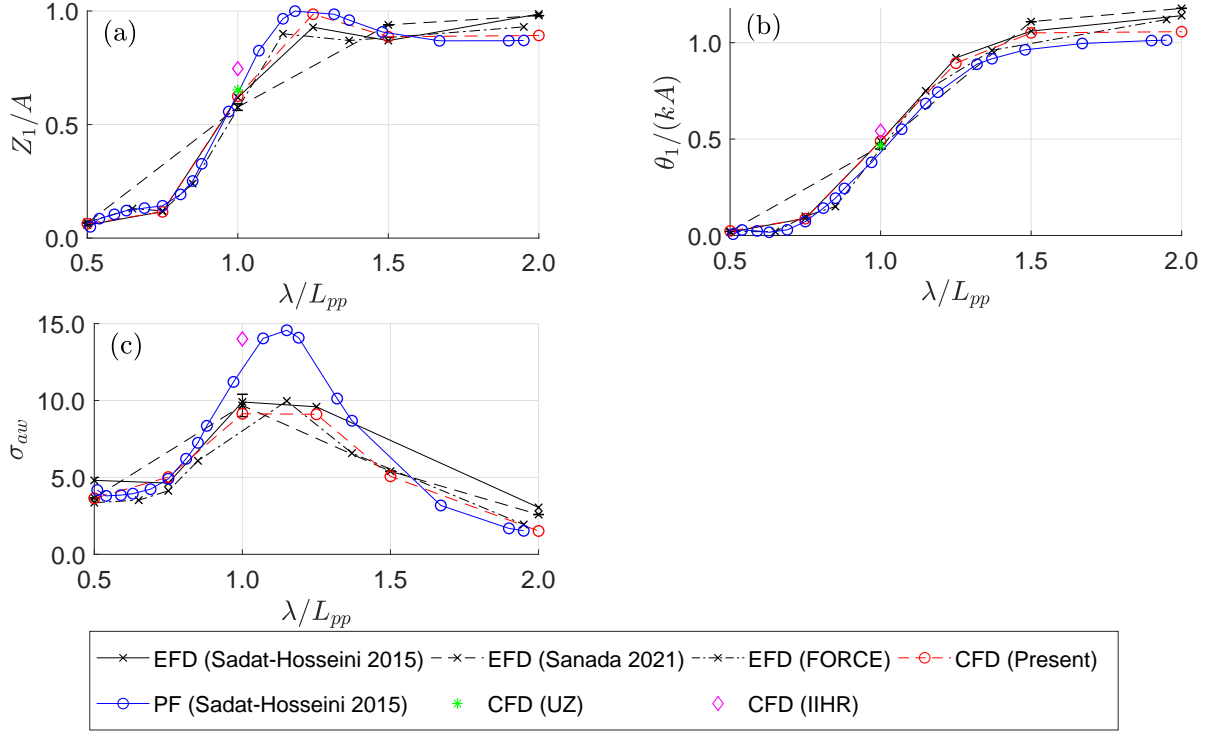 (a)
1.0
0.5
0.0
Z₁/A
0.5 1.0 1.5 2.0
λ/Lₚₚ
(b)
1.0
0.5
0.0
θ₁/(kA)
0.5 1.0 1.5 2.0
λ/Lₚₚ
(c)
15.0
10.0
5.0
0.0
σ_{aw}
0.5 1.0 1.5 2.0
λ/Lₚₚ
EFD (Sadat-Hosseini 2015) EFD (Sanada 2021) EFD (FORCE) CFD (Present)
PF (Sadat-Hosseini 2015) CFD (UZ) CFD (IIHR)